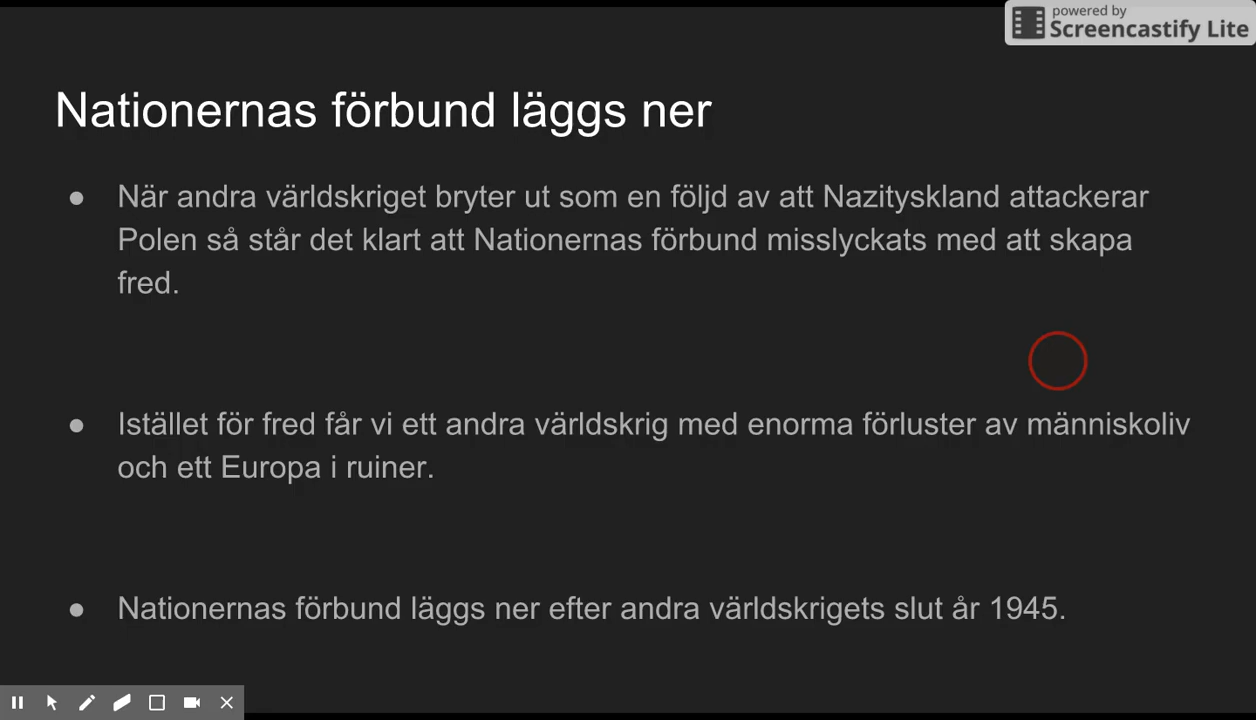 powered by
Screencastify Lite
Nationernas förbund läggs ner
● När andra världskriget bryter ut som en följd av att Nazityskland attackerar
Polen så står det klart att Nationernas förbund misslyckats med att skapa
fred.
● Istället för fred får vi ett andra världskrig med enorma förluster av människoliv
och ett Europa i ruiner.
● Nationernas förbund läggs ner efter andra världskrigets slut år 1945.